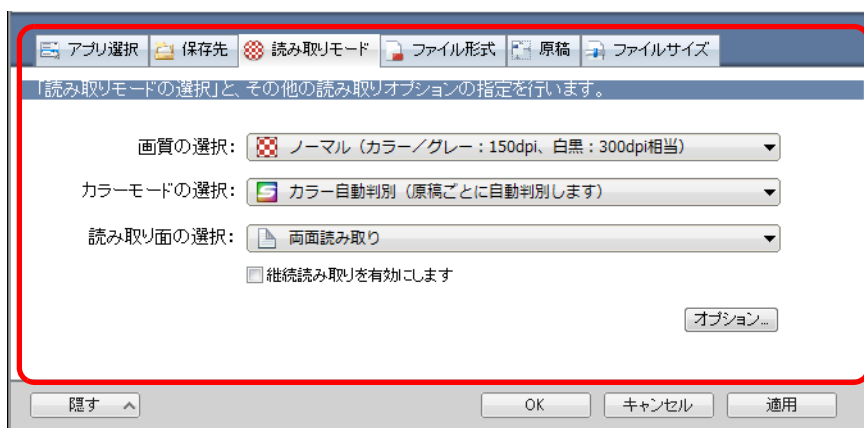 アプリ選択 保存先 読み取りモード ファイル形式 原稿 ファイルサイズ
「読み取りモードの選択」と、その他の読み取りオプションの指定を行います。
画質の選択: ノーマル（カラー／グレー：150dpi、白黒：300dpi相当）
カラーモードの選択: カラー自動判別（原稿ごとに自動判別します）
読み取り面の選択: 両面読み取り
継続読み取りを有効にします
オプション...
隠す OK キャンセル 適用